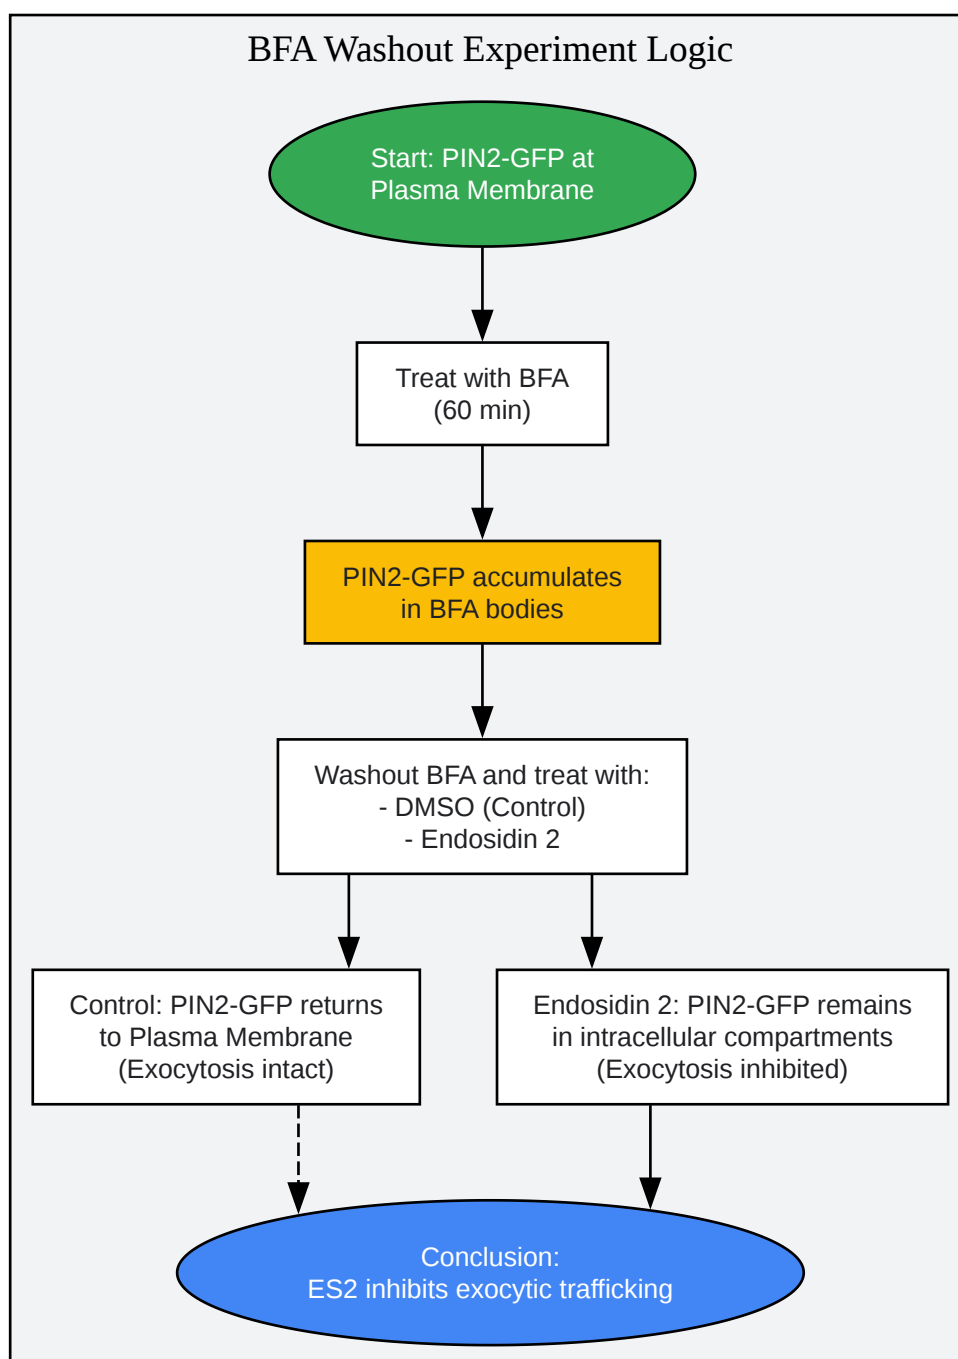 BFA Washout Experiment Logic
Start: PIN2-GFP at
Plasma Membrane
Treat with BFA
(60 min)
PIN2-GFP accumulates
in BFA bodies
Washout BFA and treat with:
- DMSO (Control)
- Endosidin 2
Control: PIN2-GFP returns
to Plasma Membrane
(Exocytosis intact)
Endosidin 2: PIN2-GFP remains
in intracellular compartments
(Exocytosis inhibited)
Conclusion:
ES2 inhibits exocytic trafficking